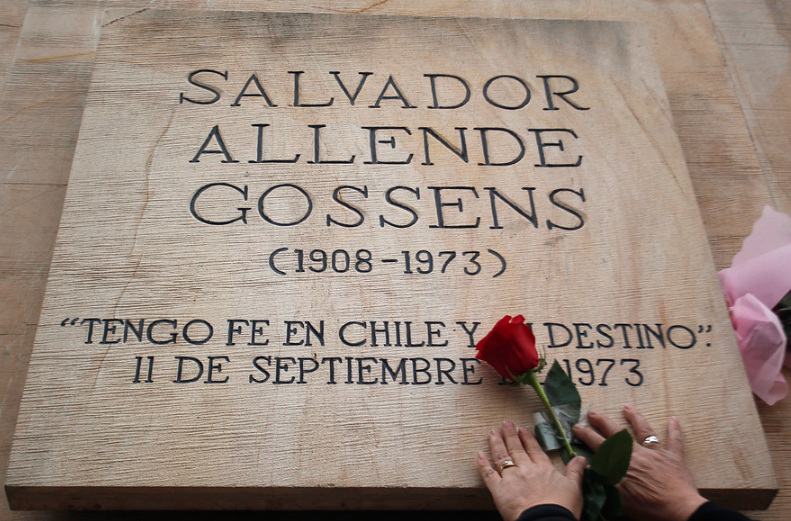 SALVADOR
ALLENDE
GOSSENS
(1908-1973)
“TENGO FE EN CHILE Y DESTINO”.
11 DE SEPTIEMBRE 1973